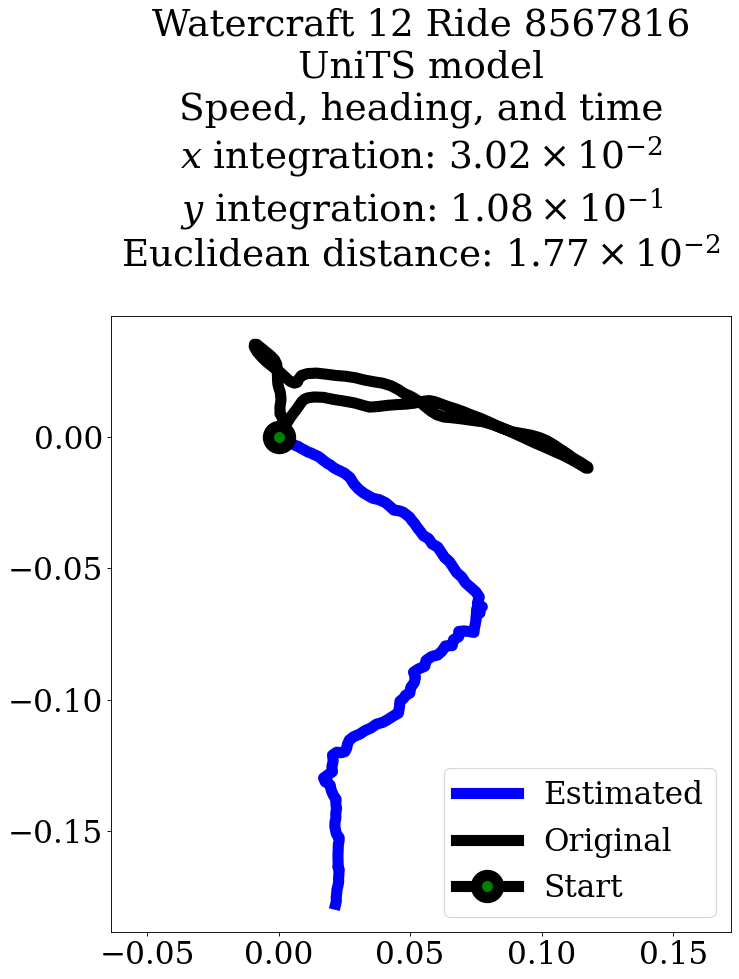 Watercraft 12 Ride 8567816
UniTS model
Speed, heading, and time
x integration: 3.02 × 10⁻²
y integration: 1.08 × 10⁻¹
Euclidean distance: 1.77 × 10⁻²
0.00
−0.05
−0.10
−0.15
Estimated
Original
Start
−0.05 0.00 0.05 0.10 0.15